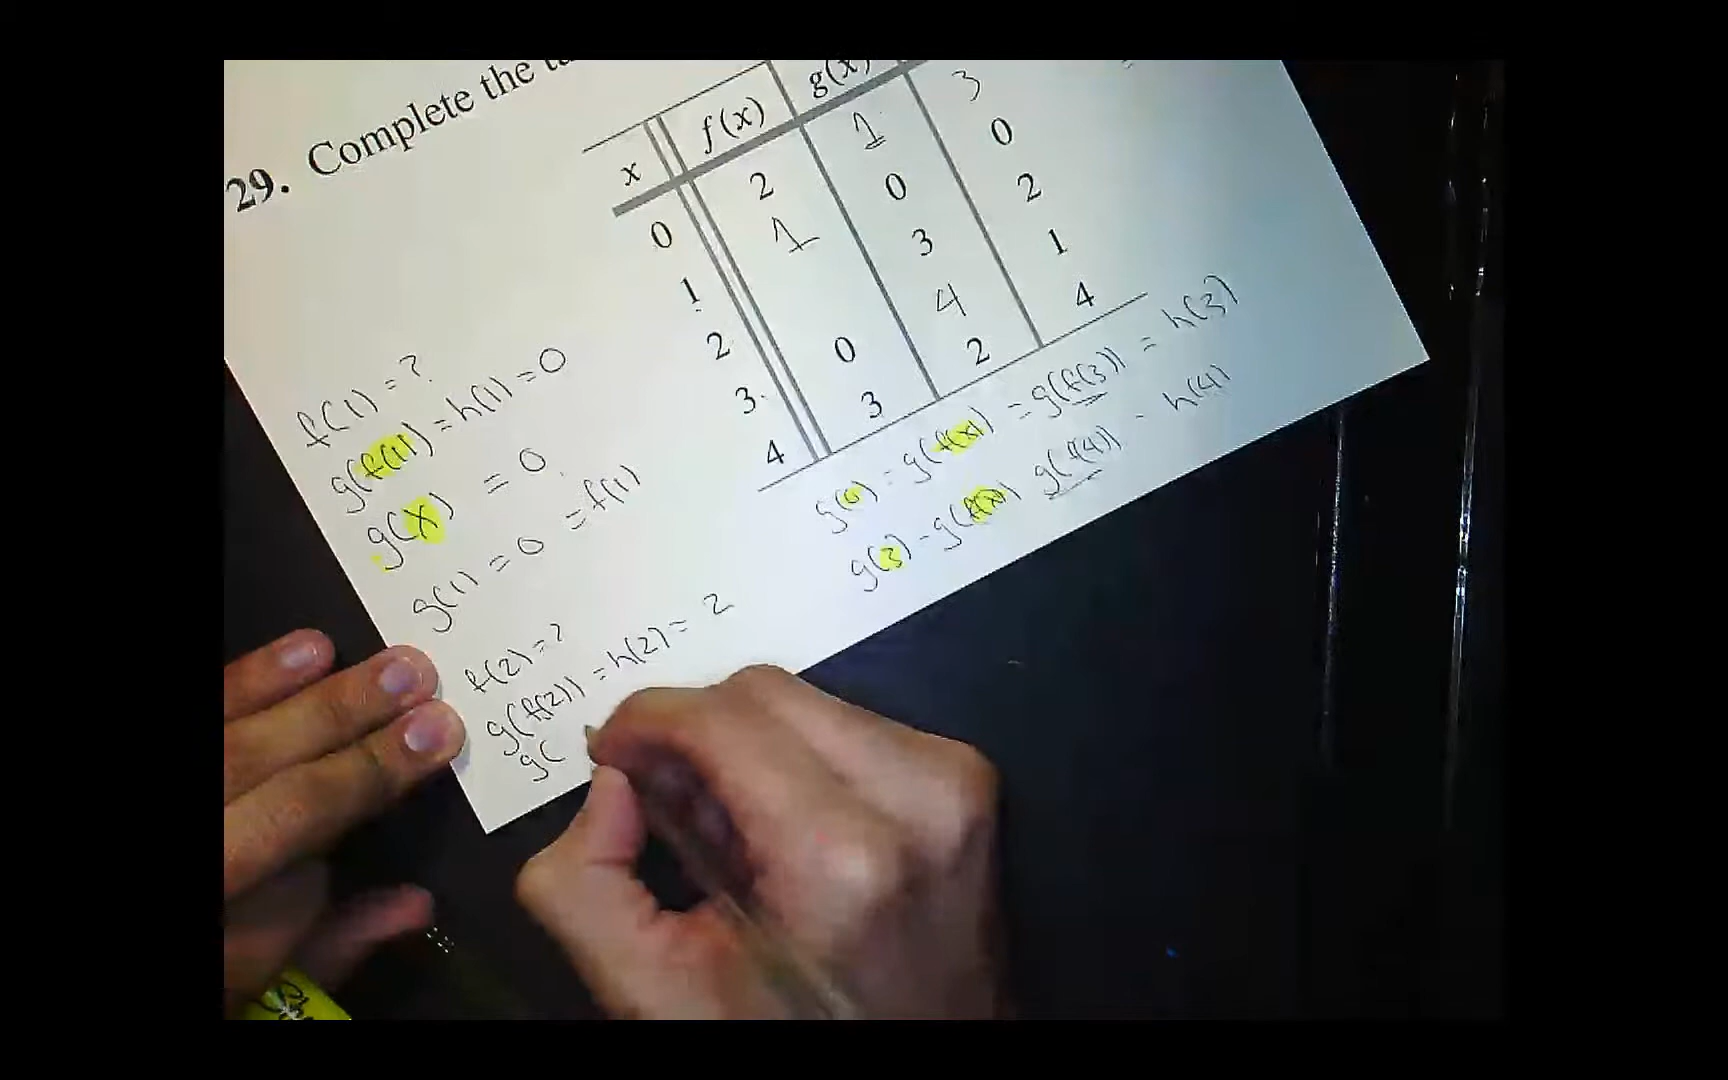 29. Complete the ta
x f(x) g(x)
0 2 1 3
1 1 0 0
2 3 2
3. 0 4 1
4 3 2 4
f(1) = ?
g(f(1)) = h(1) = 0
g(x) = 0
g(1) = 0 = f(1)
f(2) = ?
g(f(2)) = h(2) = 2
g(
g(0) = g(f(x)) = g(f(3)) = h(3)
g(3) - g(f(x)) g(f(4)) - h(4)